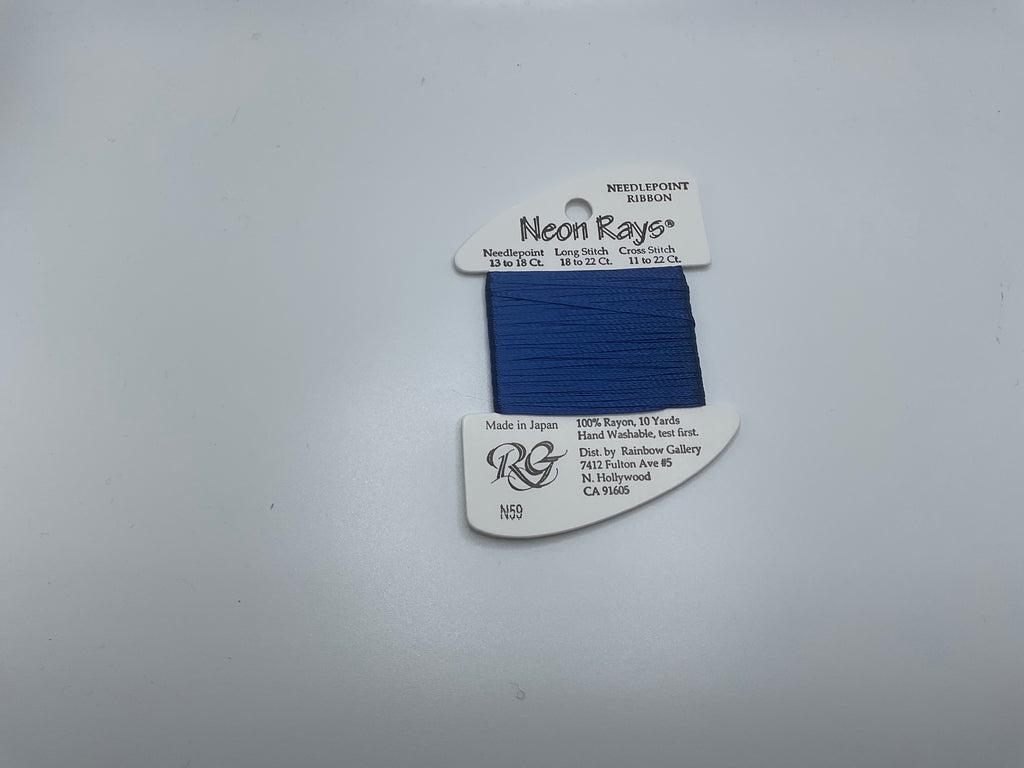 NEEDLEPOINT
RIBBON
Neon Rays®
Needlepoint Long Stitch Cross Stitch
13 to 18 Ct. 18 to 22 Ct. 11 to 22 Ct.
Made in Japan
100% Rayon, 10 Yards
Hand Washable, test first.
RG
Dist. by Rainbow Gallery
7412 Fulton Ave #5
N. Hollywood
CA 91605
N59